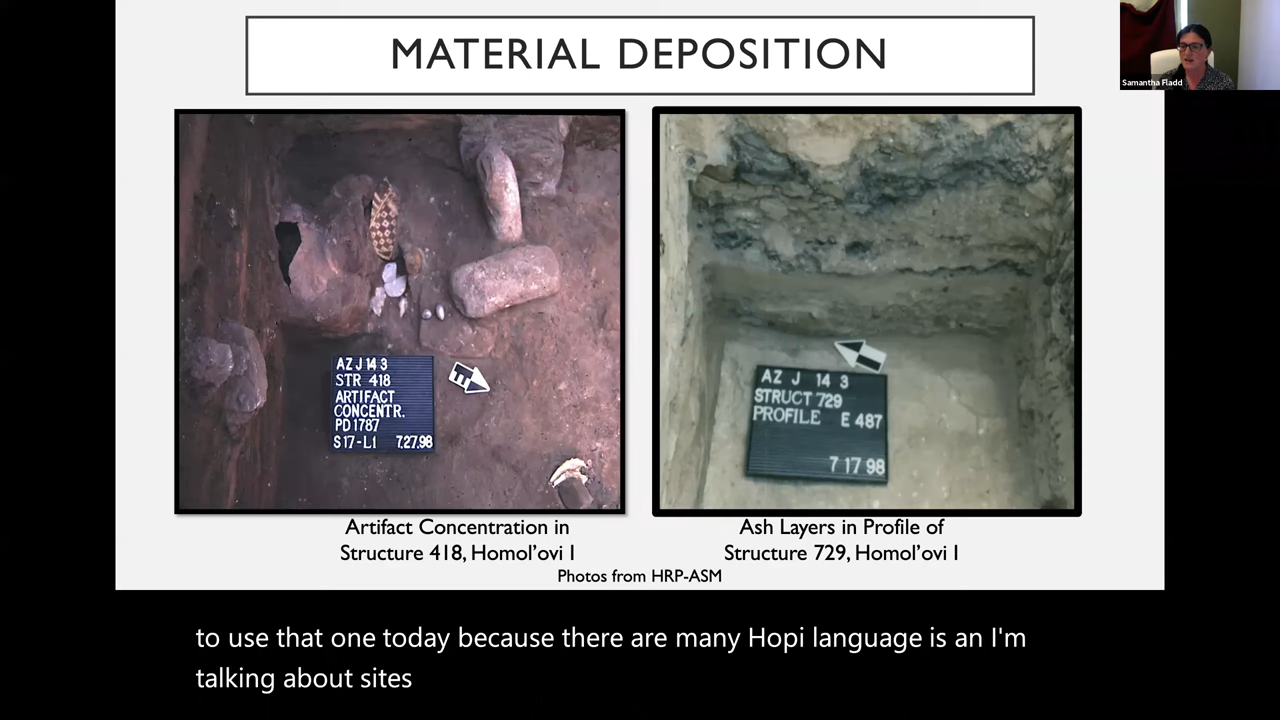 MATERIAL DEPOSITION
Samantha Fladd
AZ J 14 3
STR 418
ARTIFACT
CONCENTR.
PD 1787
S17-L1 7.27.98
E
AZ J 14 3
STRUCT 729
PROFILE E 487
7 17 98
Artifact Concentration in
Structure 418, Homol'ovi I
Ash Layers in Profile of
Structure 729, Homol'ovi I
Photos from HRP-ASM
to use that one today because there are many Hopi language is an I'm
talking about sites